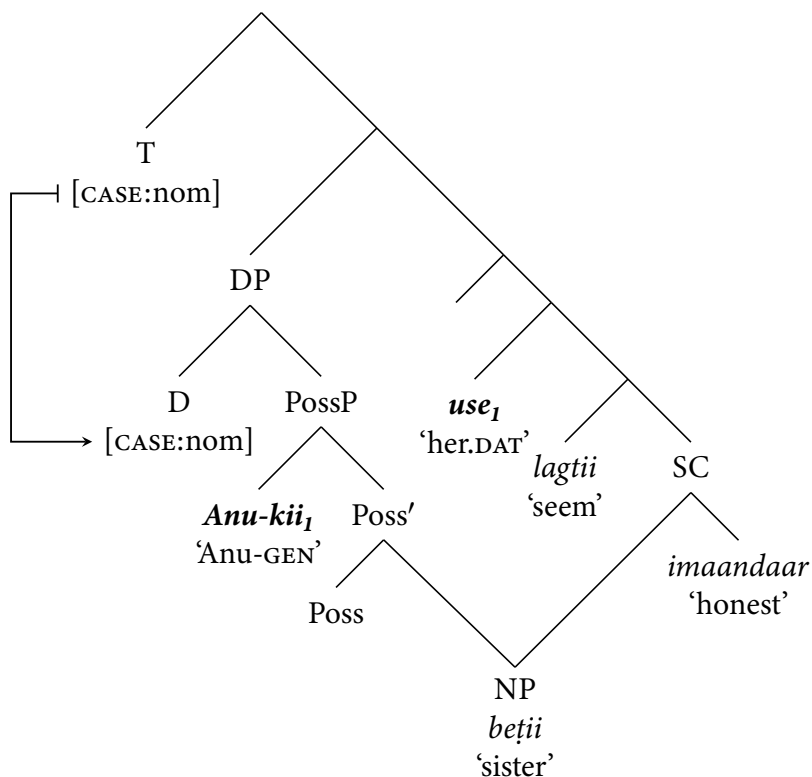 T
[CASE:nom]
DP
D
PossP
[CASE:nom]
use₁
‘her.DAT’
lagtii
‘seem’
SC
Anu-kii₁
‘Anu-GEN’
Poss′
imaandaar
‘honest’
Poss
NP
beṭii
‘sister’